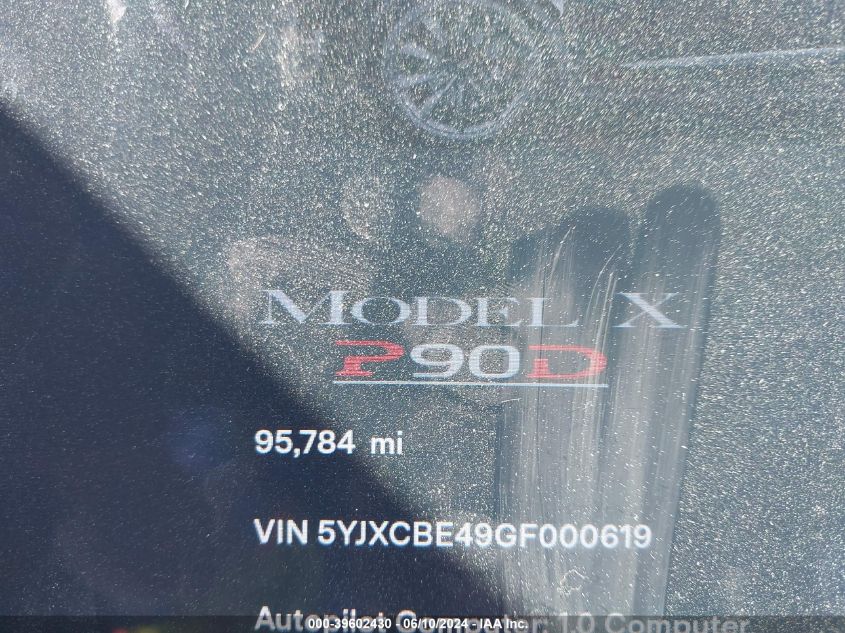 MODEL X
P90D
95,784 mi
VIN 5YJXCBE49GF000619
Autopilot Computer: 1.0 Computer
000-39602430 - 06/10/2024 - IAA Inc.